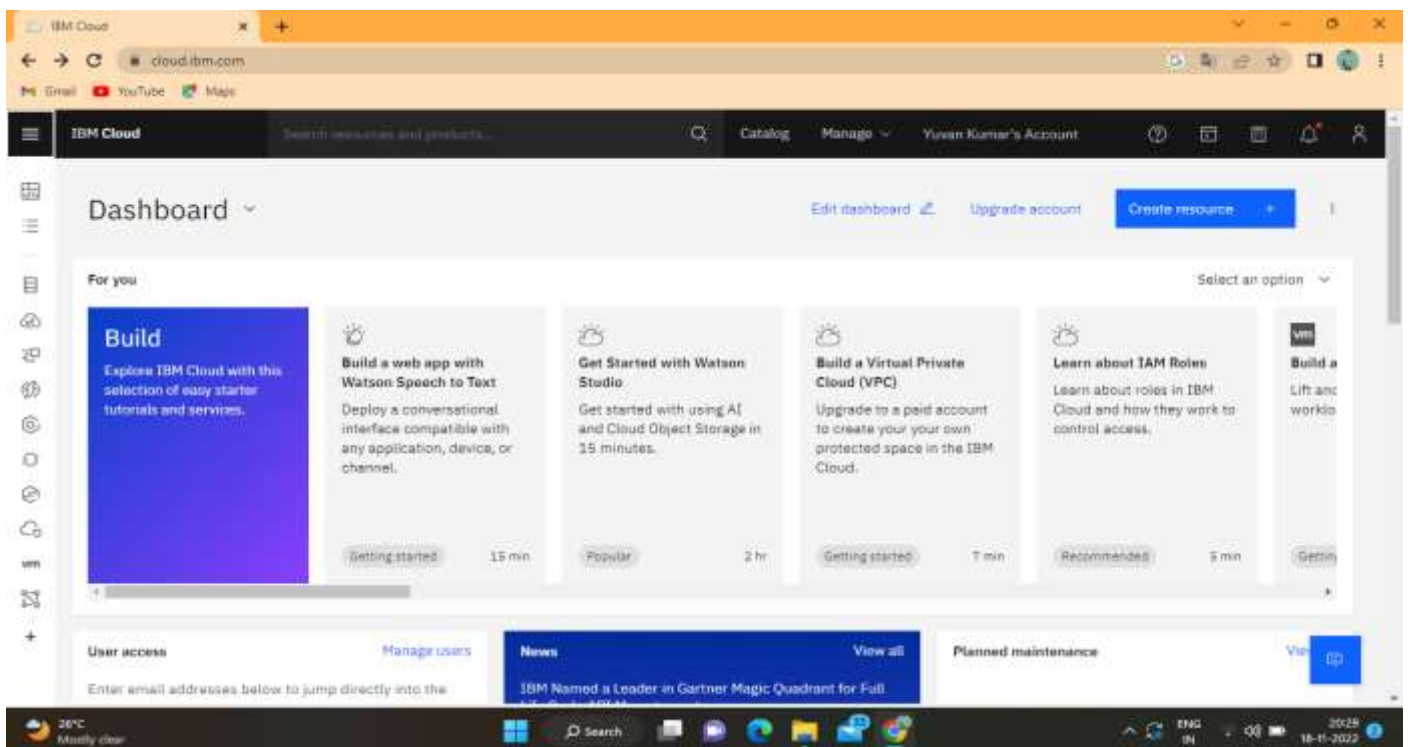 IBM Cloud
cloud.ibm.com
Gmail YouTube Maps
IBM Cloud Search resources and products... Catalog Manage Yuvan Kumar's Account
Dashboard Edit dashboard Upgrade account Create resource +
For you Select an option
Build
Explore IBM Cloud with this
selection of easy starter
tutorials and services.
Build a web app with
Watson Speech to Text
Deploy a conversational
interface compatible with
any application, device, or
channel.
Getting started 15 min
Get Started with Watson
Studio
Get started with using AI
and Cloud Object Storage in
15 minutes.
Popular 2 hr
Build a Virtual Private
Cloud (VPC)
Upgrade to a paid account
to create your your own
protected space in the IBM
Cloud.
Getting started 7 min
Learn about IAM Roles
Learn about roles in IBM
Cloud and how they work to
control access.
Recommended 5 min
vm
Build a
Lift and
worklo
Getting
vm
User access Manage users
Enter email addresses below to jump directly into the
News View all
IBM Named a Leader in Gartner Magic Quadrant for Full
Planned maintenance Vie
26°C
Mostly clear
Search
ENG
IN
20:29
18-11-2022